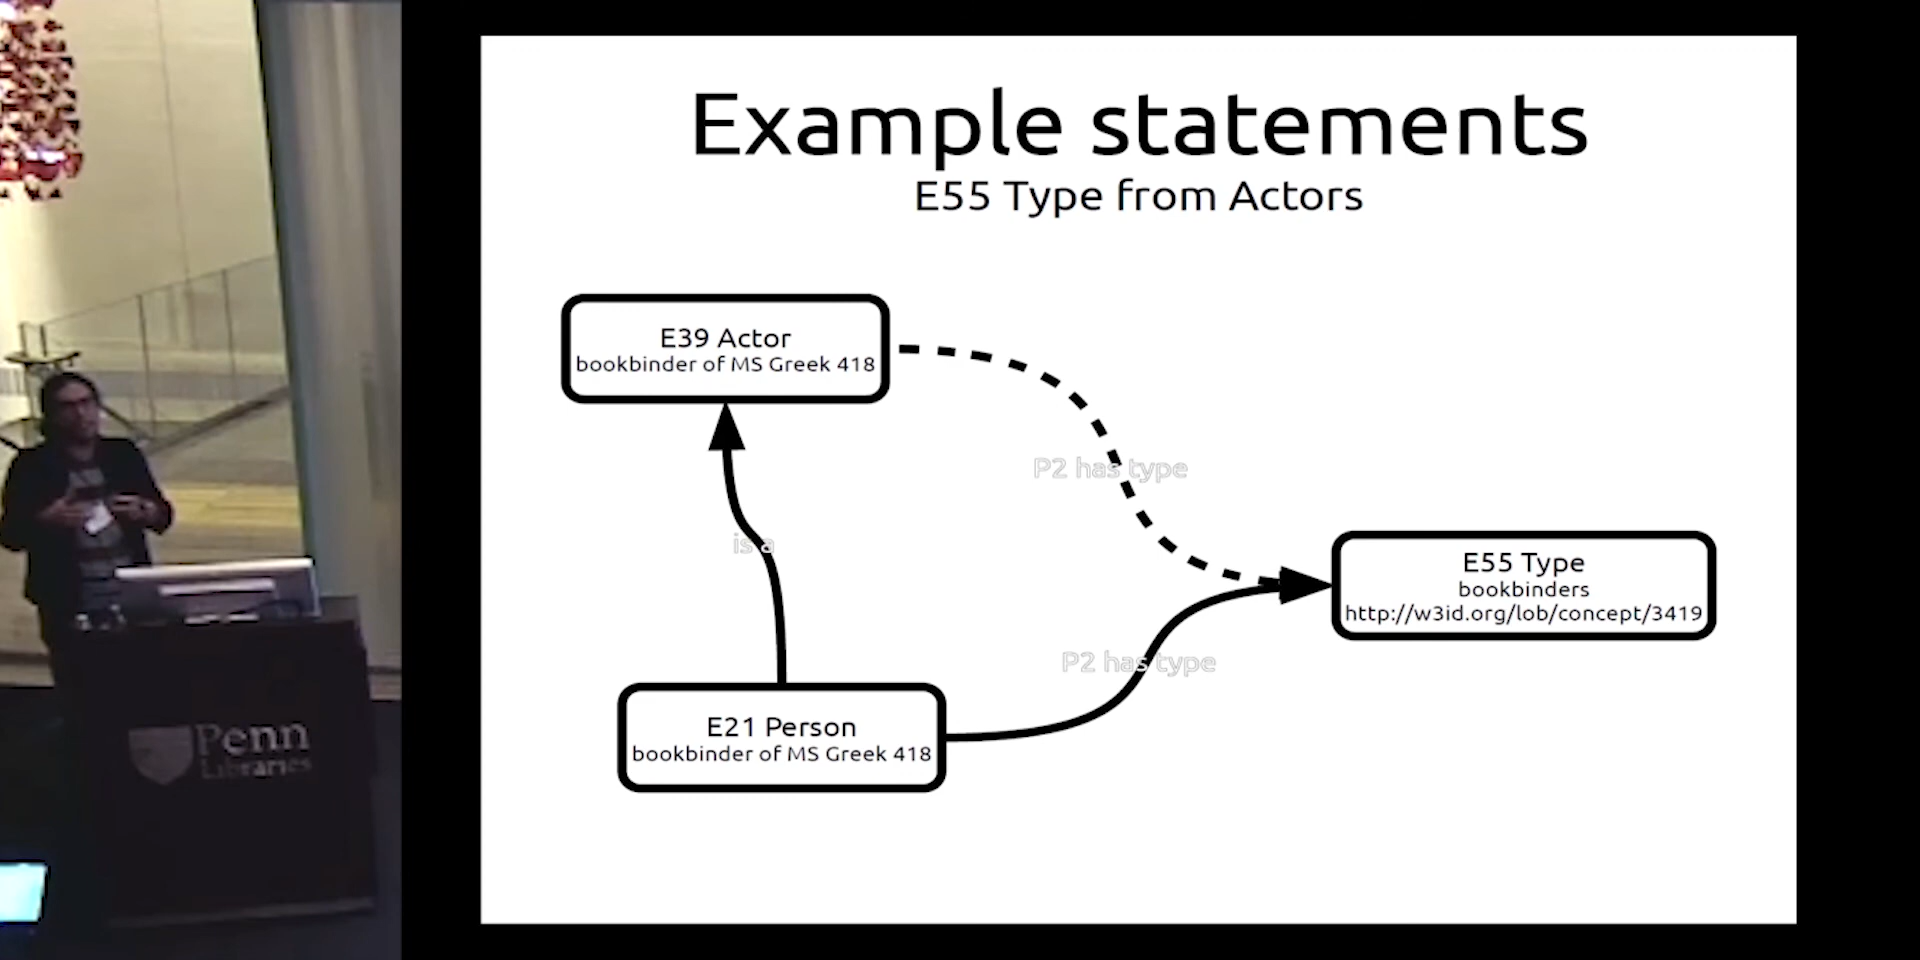 Example statements
E55 Type from Actors
E39 Actor
bookbinder of MS Greek 418
P2 has type
is a
E55 Type
bookbinders
http://w3id.org/lob/concept/3419
P2 has type
E21 Person
bookbinder of MS Greek 418
Penn
Libraries